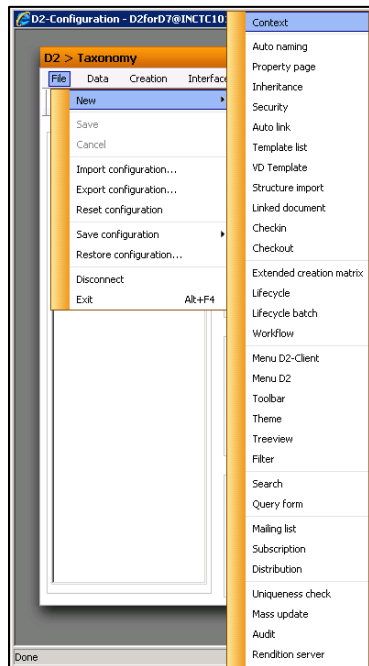 D2-Configuration - D2forD7@INCTC10
D2 > Taxonomy
File Data Creation Interface
New
Save
Cancel
Import configuration...
Export configuration...
Reset configuration
Save configuration
Restore configuration...
Disconnect
Exit Alt+F4
Context
Auto naming
Property page
Inheritance
Security
Auto link
Template list
VD Template
Structure import
Linked document
Checkin
Checkout
Extended creation matrix
Lifecycle
Lifecycle batch
Workflow
Menu D2-Client
Menu D2
Toolbar
Theme
Treeview
Filter
Search
Query form
Mailing list
Subscription
Distribution
Uniqueness check
Mass update
Audit
Rendition server
Done